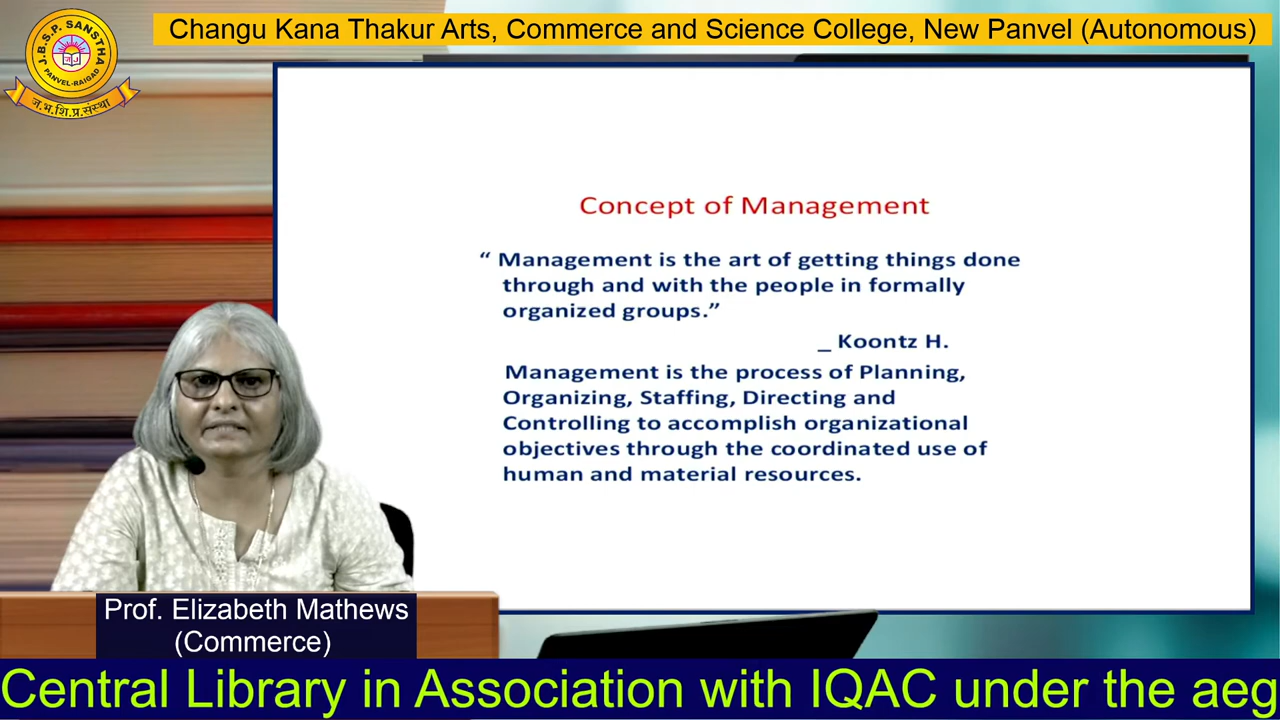 Changu Kana Thakur Arts, Commerce and Science College, New Panvel (Autonomous)
J.B.S.P. SANSTHA
PANVEL-RAIGAD
ज.भ.शि.प्र.संस्था
Concept of Management
“ Management is the art of getting things done
through and with the people in formally
organized groups.”
_ Koontz H.
Management is the process of Planning,
Organizing, Staffing, Directing and
Controlling to accomplish organizational
objectives through the coordinated use of
human and material resources.
Prof. Elizabeth Mathews
(Commerce)
Central Library in Association with IQAC under the aeg